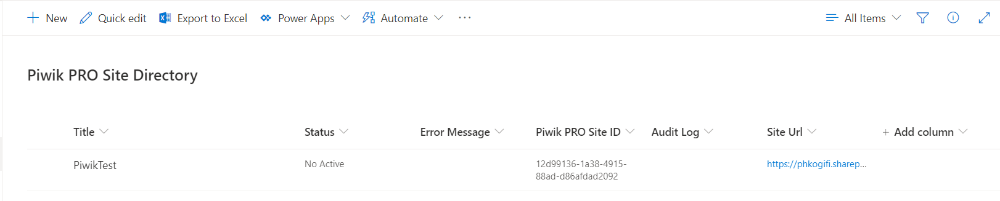 New Quick edit Export to Excel Power Apps Automate ··· All Items
Piwik PRO Site Directory
Title Status Error Message Piwik PRO Site ID Audit Log Site Url + Add column
PiwikTest No Active 12d99136-1a38-4915- https://phkogifi.sharep...
88ad-d86afdad2092